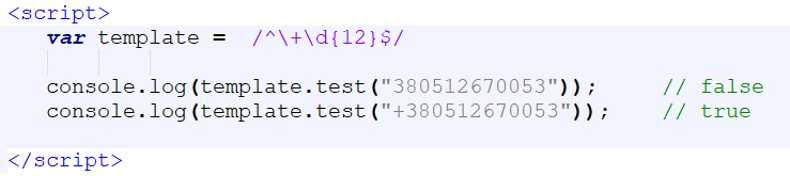 <script>
var template = /^\+\d{12}$/
console.log(template.test("380512670053")); // false
console.log(template.test("+380512670053")); // true
</script>